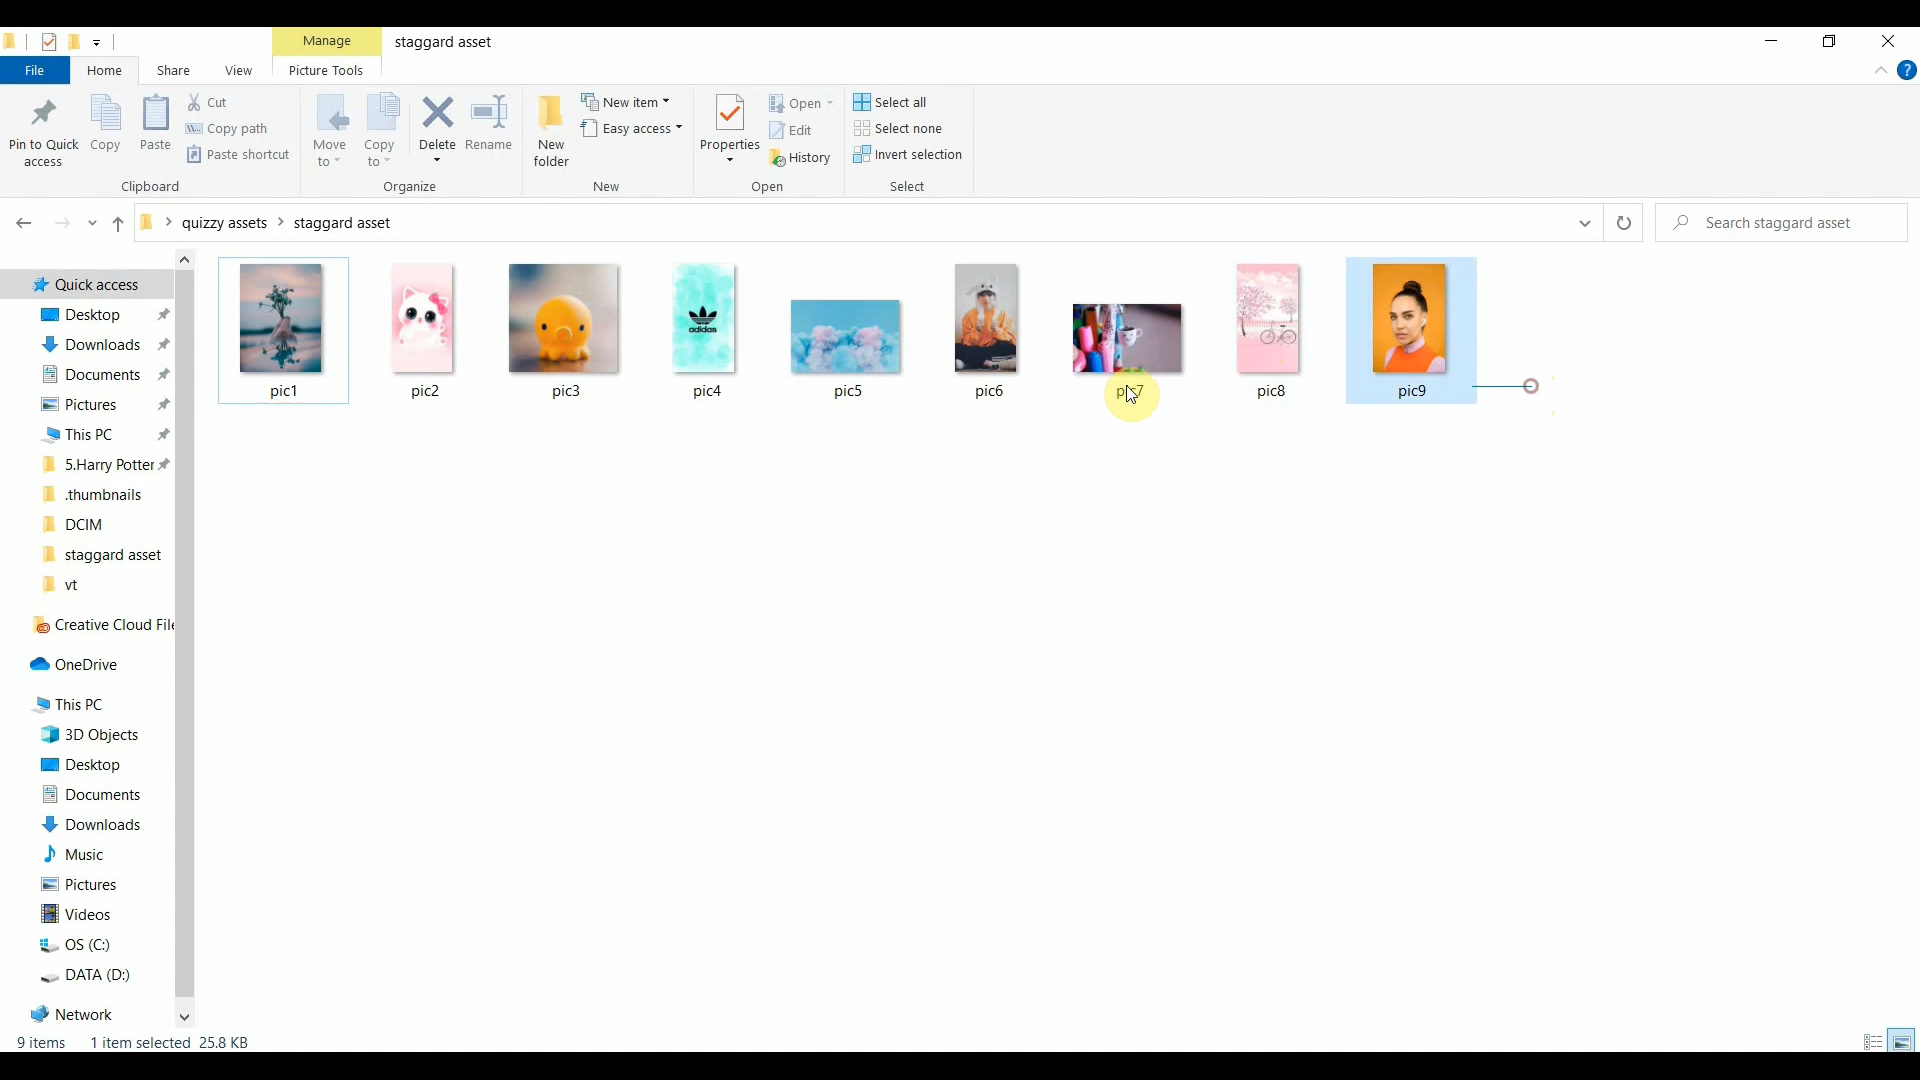 Manage
staggard asset
File
Home
Share
View
Picture Tools
Pin to Quick access
Copy
Paste
Cut
Copy path
Paste shortcut
Clipboard
Move to
Copy to
Delete
Rename
Organize
New folder
New item
Easy access
New
Properties
Open
Edit
History
Open
Select all
Select none
Invert selection
Select
quizzy assets
staggard asset
Search staggard asset
Quick access
Desktop
Downloads
Documents
Pictures
This PC
5.Harry Potter
.thumbnails
DCIM
staggard asset
vt
Creative Cloud File
OneDrive
This PC
3D Objects
Desktop
Documents
Downloads
Music
Pictures
Videos
OS (C:)
DATA (D:)
Network
adidas
pic1
pic2
pic3
pic4
pic5
pic6
pic7
pic8
pic9
9 items
1 item selected 25.8 KB